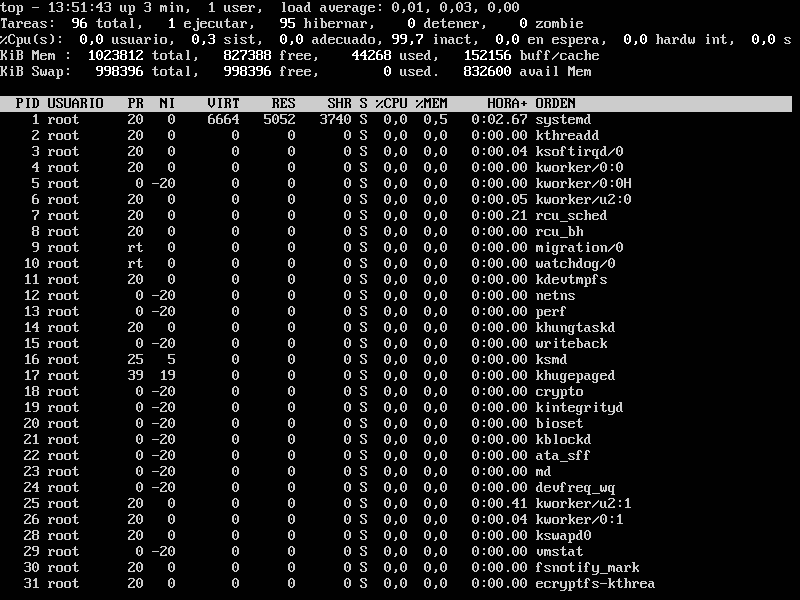 top - 13:51:43 up 3 min,  1 user,  load average: 0,01, 0,03, 0,00
Tareas:  96 total,   1 ejecutar,  95 hibernar,   0 detener,   0 zombie
%Cpu(s):  0,0 usuario,  0,3 sist,  0,0 adecuado, 99,7 inact,  0,0 en espera,  0,0 hardw int,  0,0 s
KiB Mem :  1023812 total,   827388 free,    44268 used,   152156 buff/cache
KiB Swap:   998396 total,   998396 free,        0 used.   832600 avail Mem
PID USUARIO   PR  NI    VIRT    RES    SHR S %CPU %MEM     HORA+ ORDEN
1 root      20   0    6664   5052   3740 S  0,0  0,5   0:02.67 systemd
2 root      20   0       0      0      0 S  0,0  0,0   0:00.00 kthreadd
3 root      20   0       0      0      0 S  0,0  0,0   0:00.04 ksoftirqd/0
4 root      20   0       0      0      0 S  0,0  0,0   0:00.00 kworker/0:0
5 root       0 -20       0      0      0 S  0,0  0,0   0:00.00 kworker/0:0H
6 root      20   0       0      0      0 S  0,0  0,0   0:00.05 kworker/u2:0
7 root      20   0       0      0      0 S  0,0  0,0   0:00.21 rcu_sched
8 root      20   0       0      0      0 S  0,0  0,0   0:00.00 rcu_bh
9 root      rt   0       0      0      0 S  0,0  0,0   0:00.00 migration/0
10 root      rt   0       0      0      0 S  0,0  0,0   0:00.00 watchdog/0
11 root      20   0       0      0      0 S  0,0  0,0   0:00.00 kdevtmpfs
12 root       0 -20       0      0      0 S  0,0  0,0   0:00.00 netns
13 root       0 -20       0      0      0 S  0,0  0,0   0:00.00 perf
14 root      20   0       0      0      0 S  0,0  0,0   0:00.00 khungtaskd
15 root       0 -20       0      0      0 S  0,0  0,0   0:00.00 writeback
16 root      25   5       0      0      0 S  0,0  0,0   0:00.00 ksmd
17 root      39  19       0      0      0 S  0,0  0,0   0:00.00 khugepaged
18 root       0 -20       0      0      0 S  0,0  0,0   0:00.00 crypto
19 root       0 -20       0      0      0 S  0,0  0,0   0:00.00 kintegrityd
20 root       0 -20       0      0      0 S  0,0  0,0   0:00.00 bioset
21 root       0 -20       0      0      0 S  0,0  0,0   0:00.00 kblockd
22 root       0 -20       0      0      0 S  0,0  0,0   0:00.00 ata_sff
23 root       0 -20       0      0      0 S  0,0  0,0   0:00.00 md
24 root       0 -20       0      0      0 S  0,0  0,0   0:00.00 devfreq_wq
25 root      20   0       0      0      0 S  0,0  0,0   0:00.41 kworker/u2:1
26 root      20   0       0      0      0 S  0,0  0,0   0:00.04 kworker/0:1
28 root      20   0       0      0      0 S  0,0  0,0   0:00.00 kswapd0
29 root       0 -20       0      0      0 S  0,0  0,0   0:00.00 vmstat
30 root      20   0       0      0      0 S  0,0  0,0   0:00.00 fsnotify_mark
31 root      20   0       0      0      0 S  0,0  0,0   0:00.00 ecryptfs-kthrea